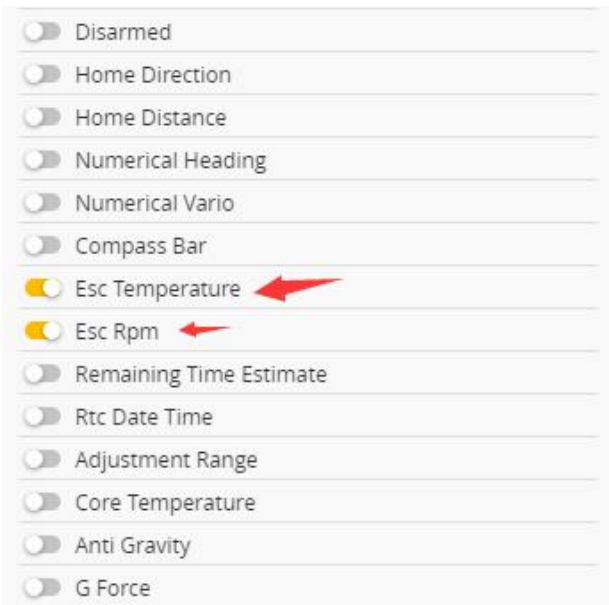 Disarmed
Home Direction
Home Distance
Numerical Heading
Numerical Vario
Compass Bar
Esc Temperature
Esc Rpm
Remaining Time Estimate
Rtc Date Time
Adjustment Range
Core Temperature
Anti Gravity
G Force